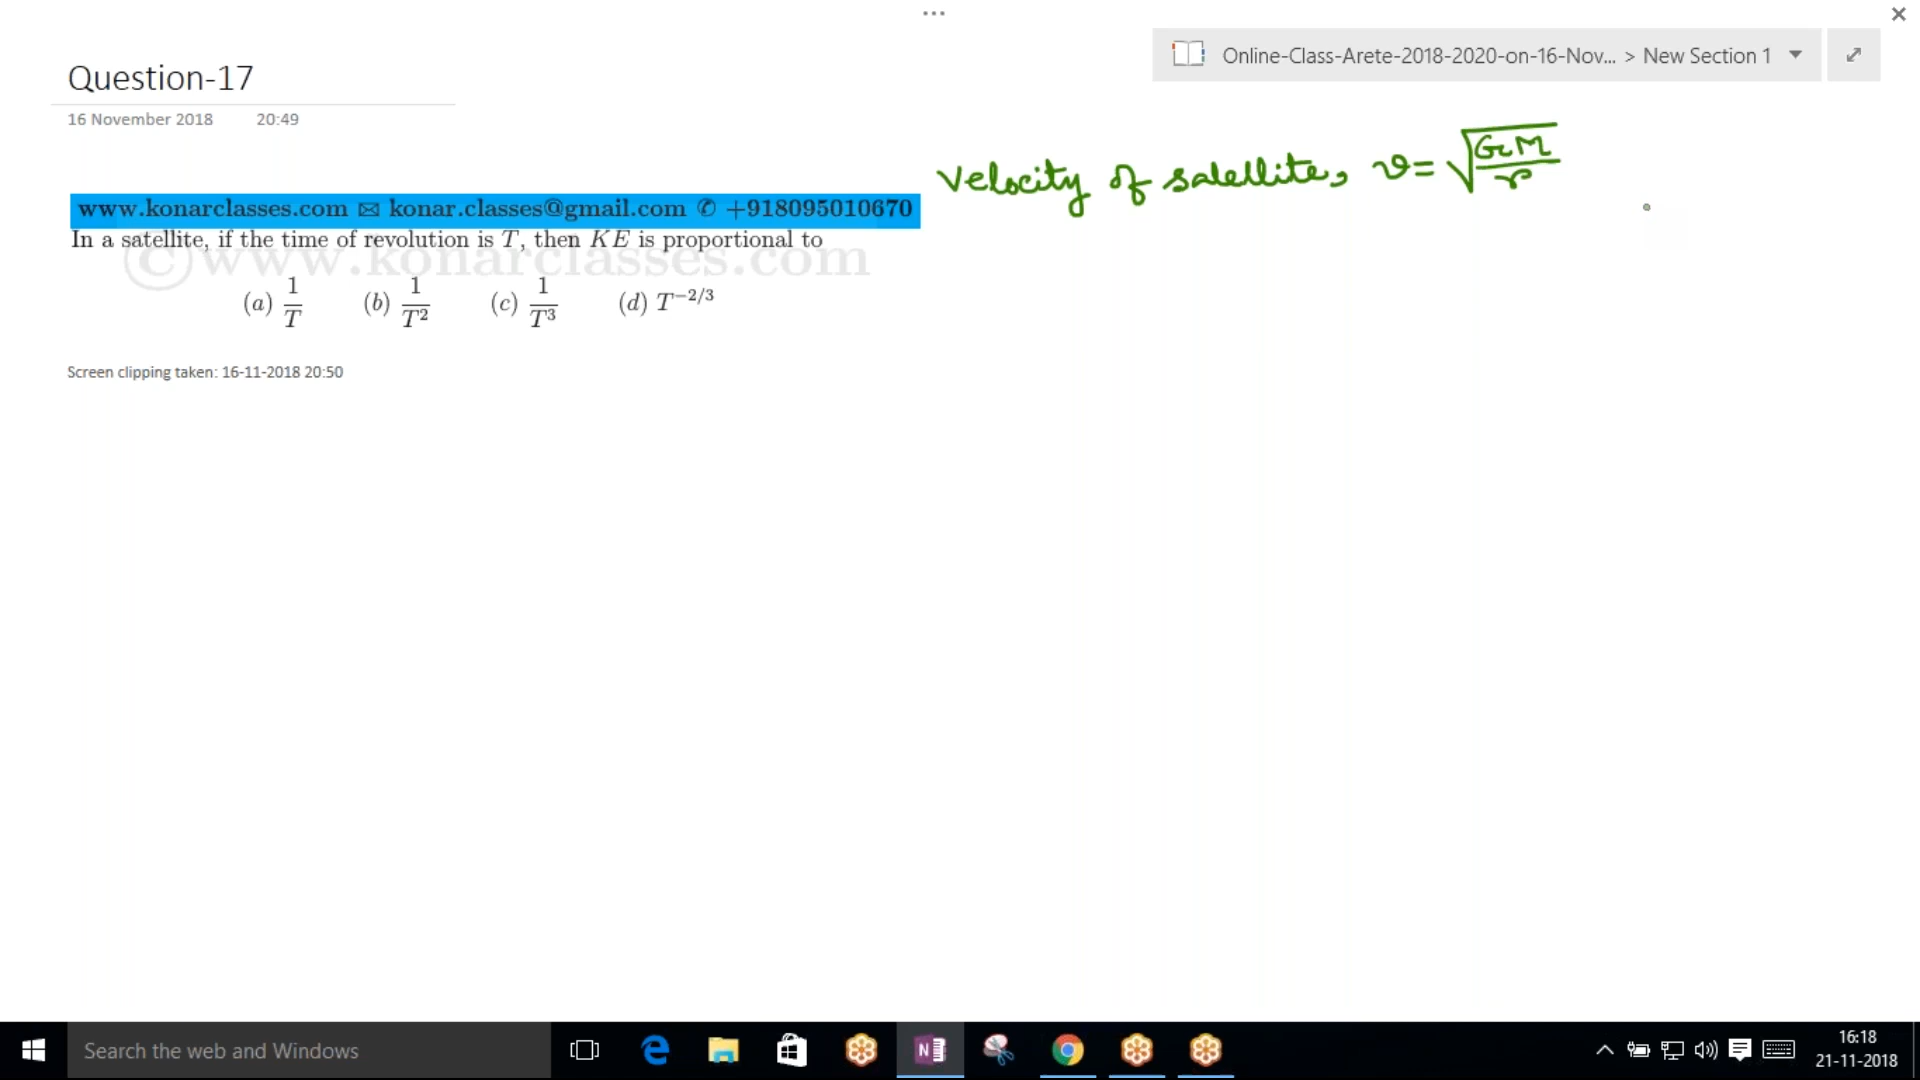 Online-Class-Arete-2018-2020-on-16-Nov... > New Section 1
Question-17
16 November 2018 20:49
Velocity of satellite, v = √(GM/r)
www.konarclasses.com ✉ konar.classes@gmail.com ✆ +918095010670
In a satellite, if the time of revolution is T, then KE is proportional to
©www.konarclasses.com
(a) 1/T (b) 1/T² (c) 1/T³ (d) T^(-2/3)
Screen clipping taken: 16-11-2018 20:50
Search the web and Windows
16:18
21-11-2018